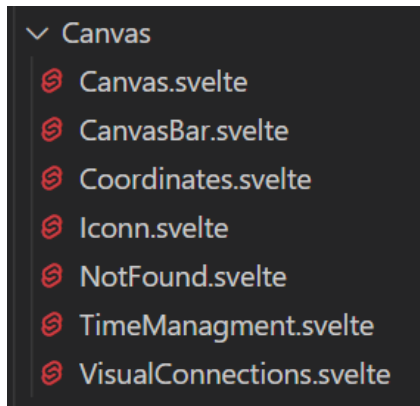 Canvas
Canvas.svelte
CanvasBar.svelte
Coordinates.svelte
Iconn.svelte
NotFound.svelte
TimeManagment.svelte
VisualConnections.svelte